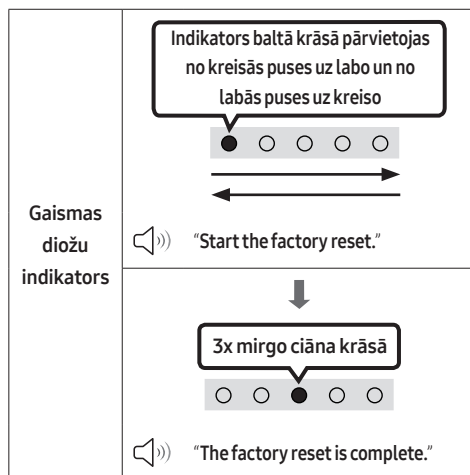 Gaismas
diožu
indikators
Indikators baltā krāsā pārvietojas
no kreisās puses uz labo un no
labās puses uz kreiso
“Start the factory reset.”
3x mirgo ciāna krāsā
“The factory reset is complete.”